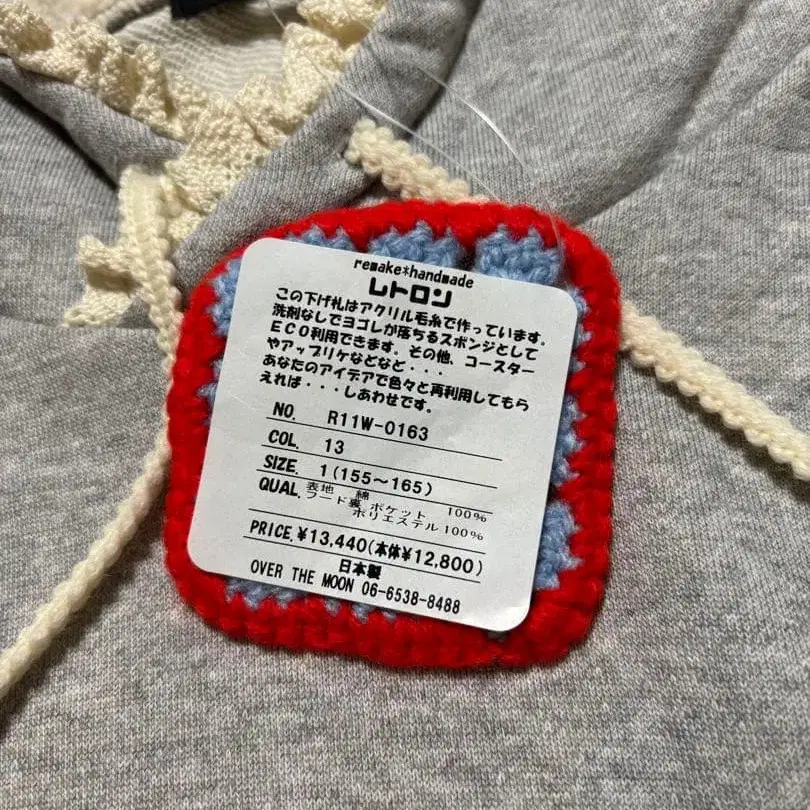 remake*handmade
レトロン
この下げ札はアクリル毛糸で作っています。
洗剤なしでヨゴレが落ちるスポンジとして
ECO利用できます。その他、コースター
やアップリケなどなど・・・
あなたのアイデアで色々と再利用してもら
えれば・・・しあわせです。
NO. R11W-0163
COL. 13
SIZE. 1(155～165)
QUAL. 表地 綿 100%
フード裏 ポケット
ポリエステル 100%
PRICE.¥13,440(本体¥12,800)
日本製
OVER THE MOON 06-6538-8488